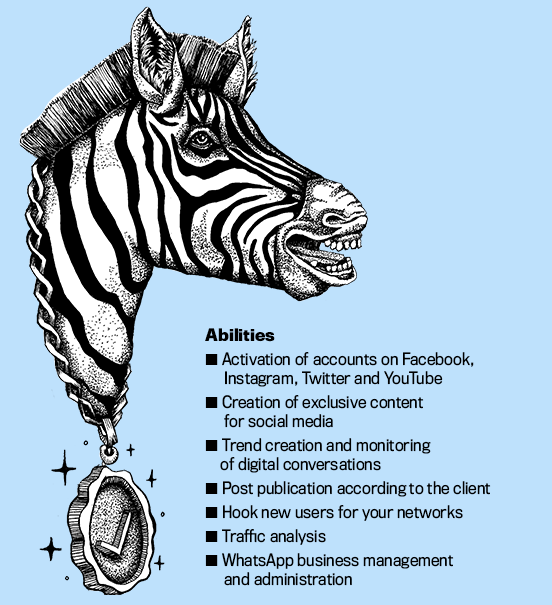 Abilities
■ Activation of accounts on Facebook,
Instagram, Twitter and YouTube
■ Creation of exclusive content
for social media
■ Trend creation and monitoring
of digital conversations
■ Post publication according to the client
■ Hook new users for your networks
■ Traffic analysis
■ WhatsApp business management
and administration